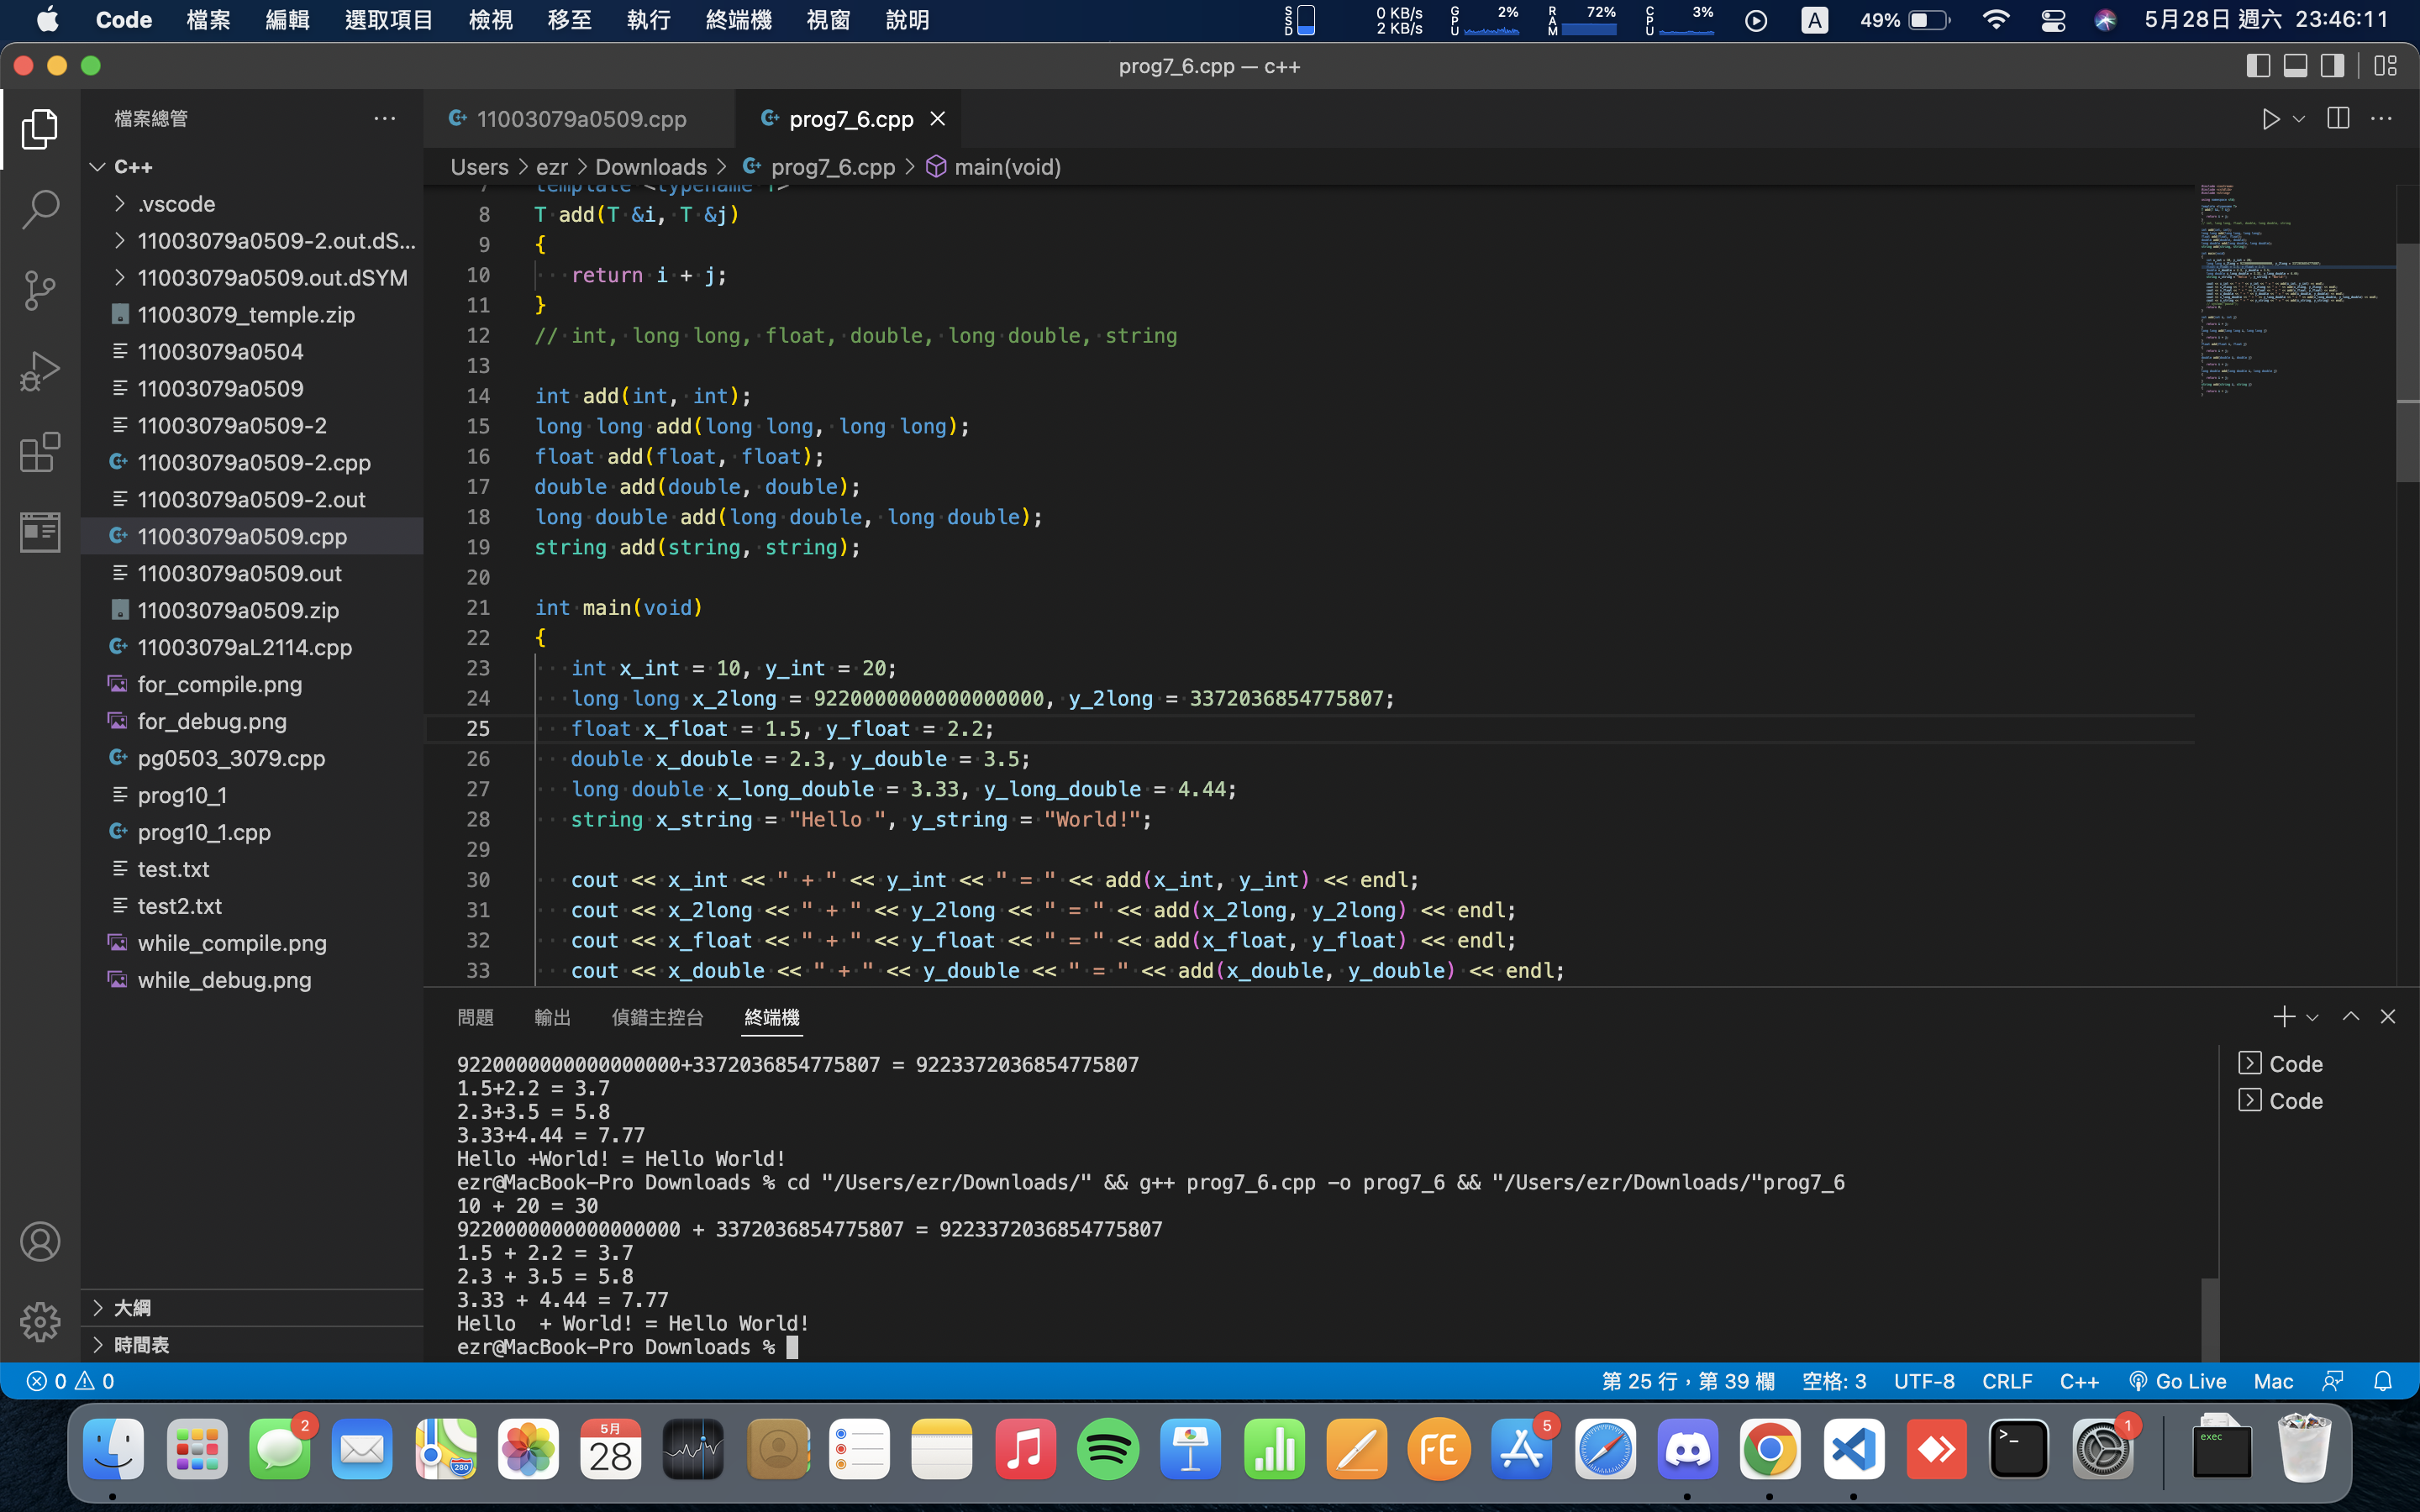 Code 檔案 編輯 選取項目 檢視 移至 執行 終端機 視窗 說明
SSD 0 KB/s 2 KB/s GPU 2% RAM 72% CPU 3% A 49% 5月28日 週六 23:46:11
prog7_6.cpp — c++
檔案總管 ···
11003079a0509.cpp
prog7_6.cpp
Users > ezr > Downloads > prog7_6.cpp > main(void)
C++
.vscode
11003079a0509-2.out.dS...
11003079a0509.out.dSYM
11003079_temple.zip
11003079a0504
11003079a0509
11003079a0509-2
11003079a0509-2.cpp
11003079a0509-2.out
11003079a0509.cpp
11003079a0509.out
11003079a0509.zip
11003079aL2114.cpp
for_compile.png
for_debug.png
pg0503_3079.cpp
prog10_1
prog10_1.cpp
test.txt
test2.txt
while_compile.png
while_debug.png
大綱
時間表
7 template <typename T>
8 T add(T &i, T &j)
9 {
10 return i + j;
11 }
12 // int, long long, float, double, long double, string
13
14 int add(int, int);
15 long long add(long long, long long);
16 float add(float, float);
17 double add(double, double);
18 long double add(long double, long double);
19 string add(string, string);
20
21 int main(void)
22 {
23 int x_int = 10, y_int = 20;
24 long long x_2long = 9220000000000000000, y_2long = 3372036854775807;
25 float x_float = 1.5, y_float = 2.2;
26 double x_double = 2.3, y_double = 3.5;
27 long double x_long_double = 3.33, y_long_double = 4.44;
28 string x_string = "Hello ", y_string = "World!";
29
30 cout << x_int << " + " << y_int << " = " << add(x_int, y_int) << endl;
31 cout << x_2long << " + " << y_2long << " = " << add(x_2long, y_2long) << endl;
32 cout << x_float << " + " << y_float << " = " << add(x_float, y_float) << endl;
33 cout << x_double << " + " << y_double << " = " << add(x_double, y_double) << endl;
問題 輸出 偵錯主控台 終端機
9220000000000000000+3372036854775807 = 9223372036854775807
1.5+2.2 = 3.7
2.3+3.5 = 5.8
3.33+4.44 = 7.77
Hello +World! = Hello World!
ezr@MacBook-Pro Downloads % cd "/Users/ezr/Downloads/" && g++ prog7_6.cpp -o prog7_6 && "/Users/ezr/Downloads/"prog7_6
10 + 20 = 30
9220000000000000000 + 3372036854775807 = 9223372036854775807
1.5 + 2.2 = 3.7
2.3 + 3.5 = 5.8
3.33 + 4.44 = 7.77
Hello  + World! = Hello World!
ezr@MacBook-Pro Downloads %
Code
Code
0 0 第 25 行，第 39 欄 空格: 3 UTF-8 CRLF C++ Go Live Mac
2 280 5月 28 FE 5 >_ 1 exec